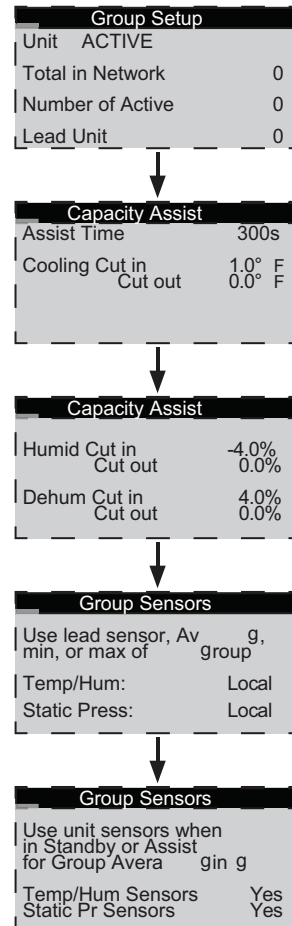 Group Setup
Unit ACTIVE
Total in Network 0
Number of Active 0
Lead Unit 0
Capacity Assist
Assist Time 300s
Cooling Cut in 1.0° F
Cut out 0.0° F
Capacity Assist
Humid Cut in -4.0%
Cut out 0.0%
Dehum Cut in 4.0%
Cut out 0.0%
Group Sensors
Use lead sensor, Av g,
min, or max of group
Temp/Hum: Local
Static Press: Local
Group Sensors
Use unit sensors when
in Standby or Assist
for Group Avera gin g
Temp/Hum Sensors Yes
Static Pr Sensors Yes